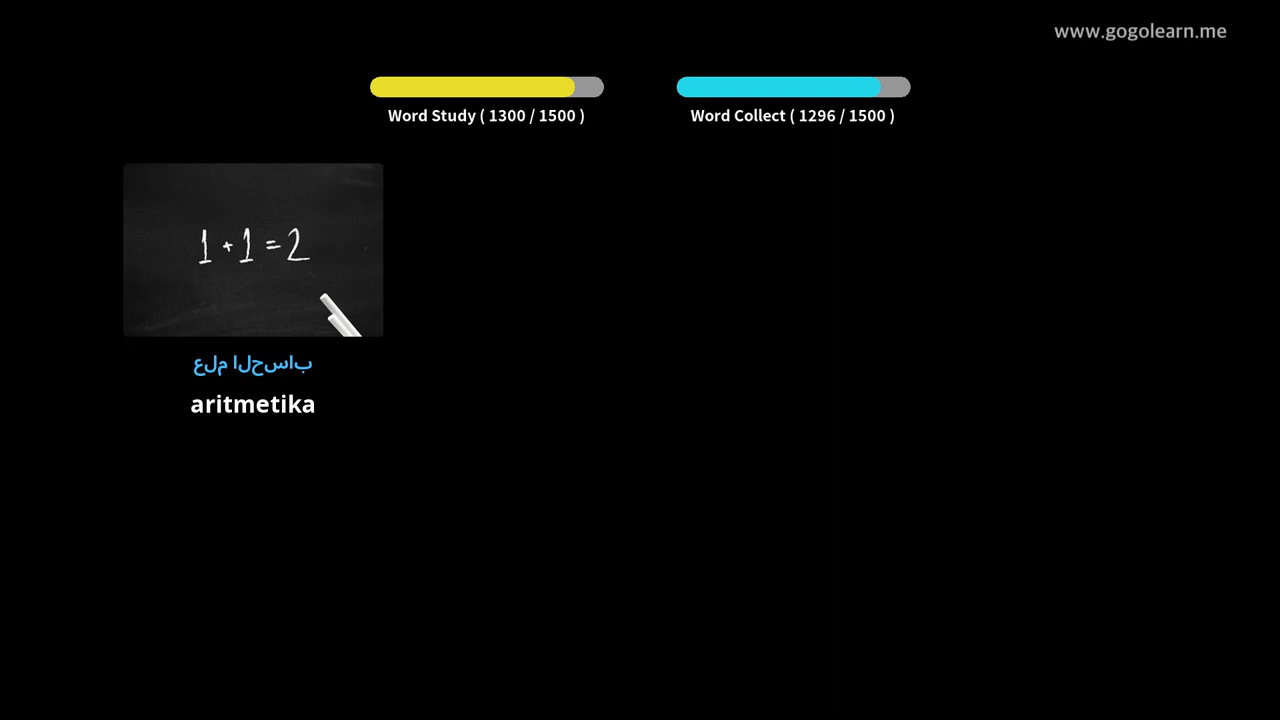 www.gogolearn.me
Word Study ( 1300 / 1500 )
Word Collect ( 1296 / 1500 )
1 + 1 = 2
علم الحساب
aritmetika